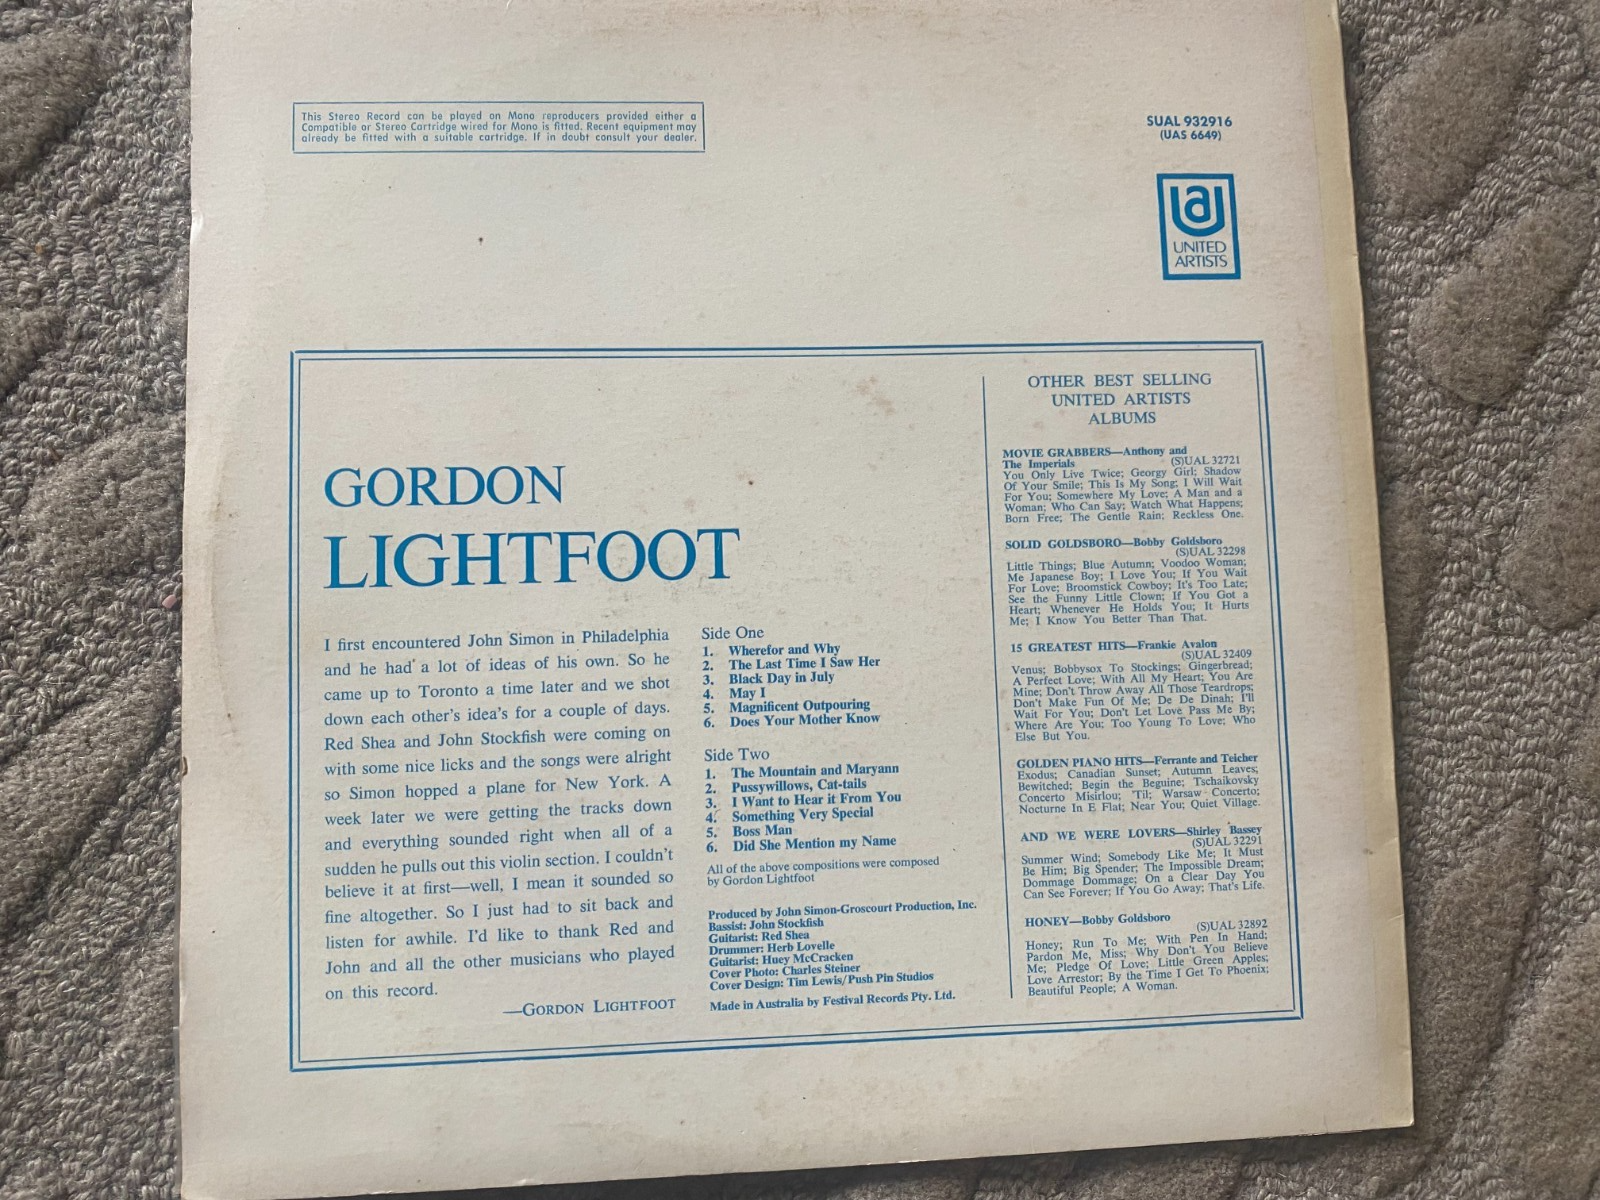 This Stereo Record can be played on Mono reproducers provided either a
Compatible or Stereo Cartridge wired for Mono is fitted. Recent equipment may
already be fitted with a suitable cartridge. If in doubt consult your dealer.
SUAL 932916
(UAS 6649)
ua
UNITED
ARTISTS
GORDON
LIGHTFOOT
I first encountered John Simon in Philadelphia
and he had a lot of ideas of his own. So he
came up to Toronto a time later and we shot
down each other's idea's for a couple of days.
Red Shea and John Stockfish were coming on
with some nice licks and the songs were alright
so Simon hopped a plane for New York. A
week later we were getting the tracks down
and everything sounded right when all of a
sudden he pulls out this violin section. I couldn't
believe it at first—well, I mean it sounded so
fine altogether. So I just had to sit back and
listen for awhile. I'd like to thank Red and
John and all the other musicians who played
on this record.
—GORDON LIGHTFOOT
Side One
1. Wherefor and Why
2. The Last Time I Saw Her
3. Black Day in July
4. May I
5. Magnificent Outpouring
6. Does Your Mother Know
Side Two
1. The Mountain and Maryann
2. Pussywillows, Cat-tails
3. I Want to Hear it From You
4. Something Very Special
5. Boss Man
6. Did She Mention my Name
All of the above compositions were composed
by Gordon Lightfoot
Produced by John Simon-Groscourt Production, Inc.
Bassist: John Stockfish
Guitarist: Red Shea
Drummer: Herb Lovelle
Guitarist: Huey McCracken
Cover Photo: Charles Steiner
Cover Design: Tim Lewis/Push Pin Studios
Made in Australia by Festival Records Pty. Ltd.
OTHER BEST SELLING
UNITED ARTISTS
ALBUMS
MOVIE GRABBERS—Anthony and
The Imperials (S)UAL 32721
You Only Live Twice; Georgy Girl; Shadow
Of Your Smile; This Is My Song; I Will Wait
For You; Somewhere My Love; A Man and a
Woman; Who Can Say; Watch What Happens;
Born Free; The Gentle Rain; Reckless One.
SOLID GOLDSBORO—Bobby Goldsboro
(S)UAL 32298
Little Things; Blue Autumn; Voodoo Woman;
Me Japanese Boy; I Love You; If You Wait
For Love; Broomstick Cowboy; It's Too Late;
See the Funny Little Clown; If You Got a
Heart; Whenever He Holds You; It Hurts
Me; I Know You Better Than That.
15 GREATEST HITS—Frankie Avalon
(S)UAL 32409
Venus; Bobbysox To Stockings; Gingerbread;
A Perfect Love; With All My Heart; You Are
Mine; Don't Throw Away All Those Teardrops;
Don't Make Fun Of Me; De De Dinah; I'll
Wait For You; Don't Let Love Pass Me By;
Where Are You; Too Young To Love; Who
Else But You.
GOLDEN PIANO HITS—Ferrante and Teicher
Exodus; Canadian Sunset; Autumn Leaves;
Bewitched; Begin the Beguine; Tschaikovsky
Concerto Misirlou; 'Til; Warsaw Concerto;
Nocturne In E Flat; Near You; Quiet Village.
AND WE WERE LOVERS—Shirley Bassey
(S)UAL 32291
Summer Wind; Somebody Like Me; It Must
Be Him; Big Spender; The Impossible Dream;
Dommage Dommage; On a Clear Day You
Can See Forever; If You Go Away; That's Life.
HONEY—Bobby Goldsboro
(S)UAL 32892
Honey; Run To Me; With Pen In Hand;
Pardon Me, Miss; Why Don't You Believe
Me; Pledge Of Love; Little Green Apples;
Love Arrestor; By the Time I Get To Phoenix;
Beautiful People; A Woman.